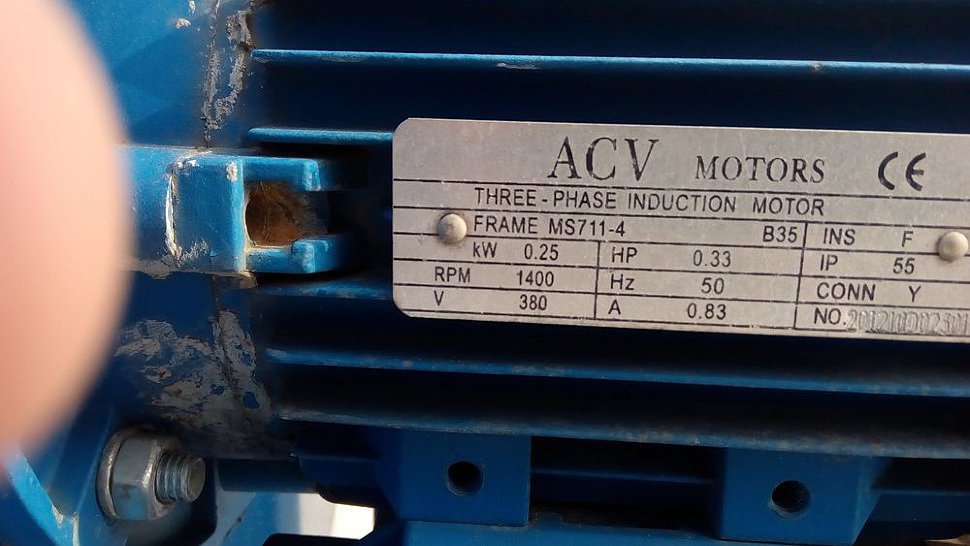 ACV MOTORS CE
THREE-PHASE INDUCTION MOTOR
FRAME MS711-4 B35 INS F
kW 0.25 HP 0.33 IP 55
RPM 1400 Hz 50 CONN Y
V 380 A 0.83 NO.